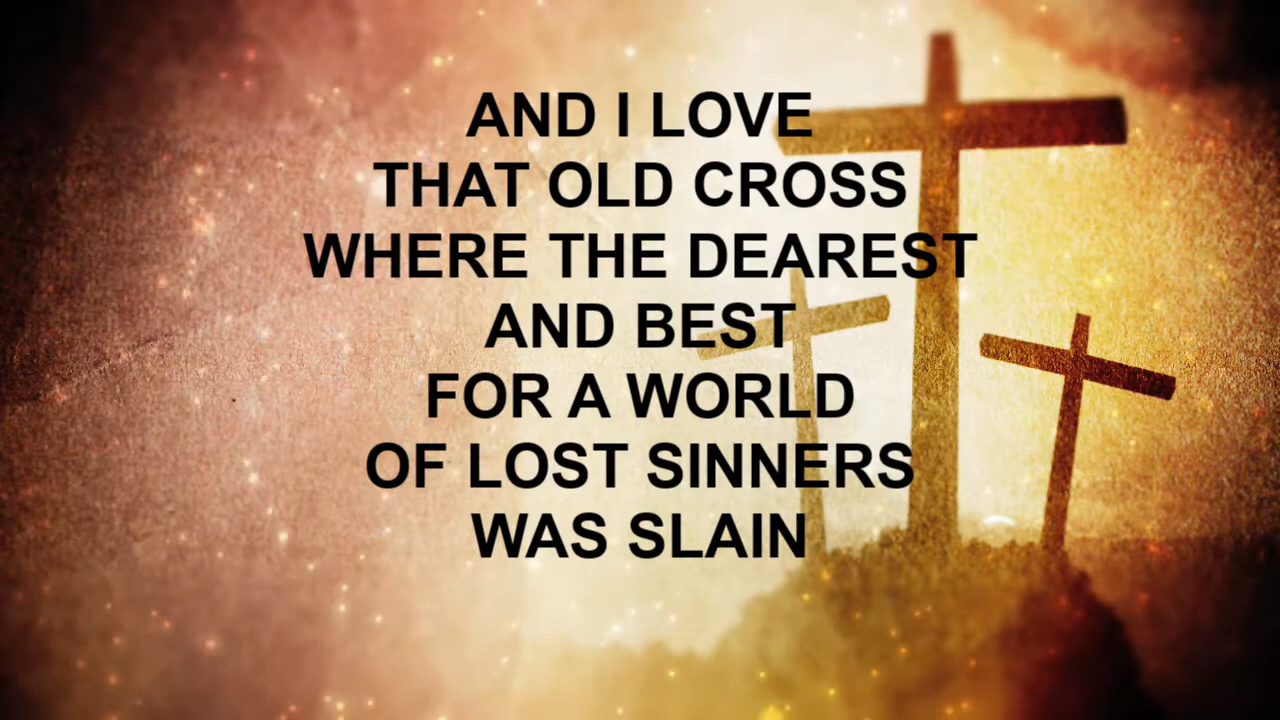 AND I LOVE
THAT OLD CROSS
WHERE THE DEAREST
AND BEST
FOR A WORLD
OF LOST SINNERS
WAS SLAIN